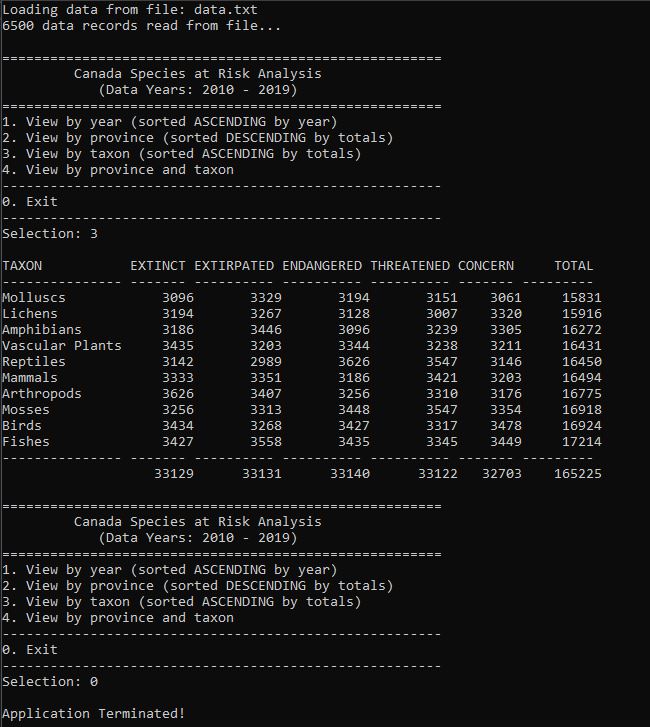 Loading data from file: data.txt
6500 data records read from file...
=======================================================
Canada Species at Risk Analysis
(Data Years: 2010 - 2019)
=======================================================
1. View by year (sorted ASCENDING by year)
2. View by province (sorted DESCENDING by totals)
3. View by taxon (sorted ASCENDING by totals)
4. View by province and taxon
-------------------------------------------------------
0. Exit
-------------------------------------------------------
Selection: 3
TAXON EXTINCT EXTIRPATED ENDANGERED THREATENED CONCERN TOTAL
--------------- ------- ---------- ---------- ---------- ------- ---------
Molluscs 3096 3329 3194 3151 3061 15831
Lichens 3194 3267 3128 3007 3320 15916
Amphibians 3186 3446 3096 3239 3305 16272
Vascular Plants 3435 3203 3344 3238 3211 16431
Reptiles 3142 2989 3626 3547 3146 16450
Mammals 3333 3351 3186 3421 3203 16494
Arthropods 3626 3407 3256 3310 3176 16775
Mosses 3256 3313 3448 3547 3354 16918
Birds 3434 3268 3427 3317 3478 16924
Fishes 3427 3558 3435 3345 3449 17214
--------------- ------- ---------- ---------- ---------- ------- ---------
33129 33131 33140 33122 32703 165225
=======================================================
Canada Species at Risk Analysis
(Data Years: 2010 - 2019)
=======================================================
1. View by year (sorted ASCENDING by year)
2. View by province (sorted DESCENDING by totals)
3. View by taxon (sorted ASCENDING by totals)
4. View by province and taxon
-------------------------------------------------------
0. Exit
-------------------------------------------------------
Selection: 0
Application Terminated!